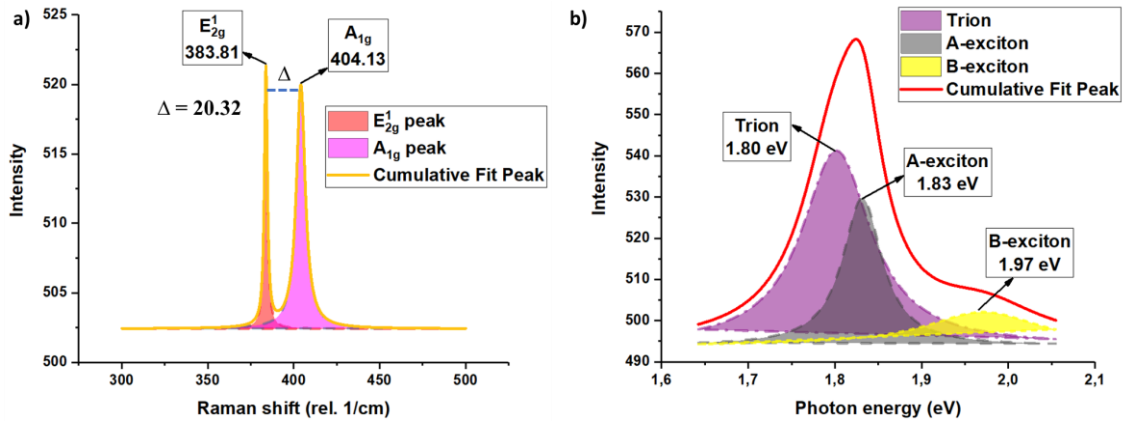 a)
525
520
515
510
505
500
Intensity
E¹₂g
383.81
A₁g
404.13
Δ
Δ = 20.32
E¹₂g peak
A₁g peak
Cumulative Fit Peak
300
350
400
450
500
Raman shift (rel. 1/cm)
b)
570
560
550
540
530
520
510
500
490
Intensity
Trion
A-exciton
B-exciton
Cumulative Fit Peak
Trion
1.80 eV
A-exciton
1.83 eV
B-exciton
1.97 eV
1,6
1,7
1,8
1,9
2,0
2,1
Photon energy (eV)